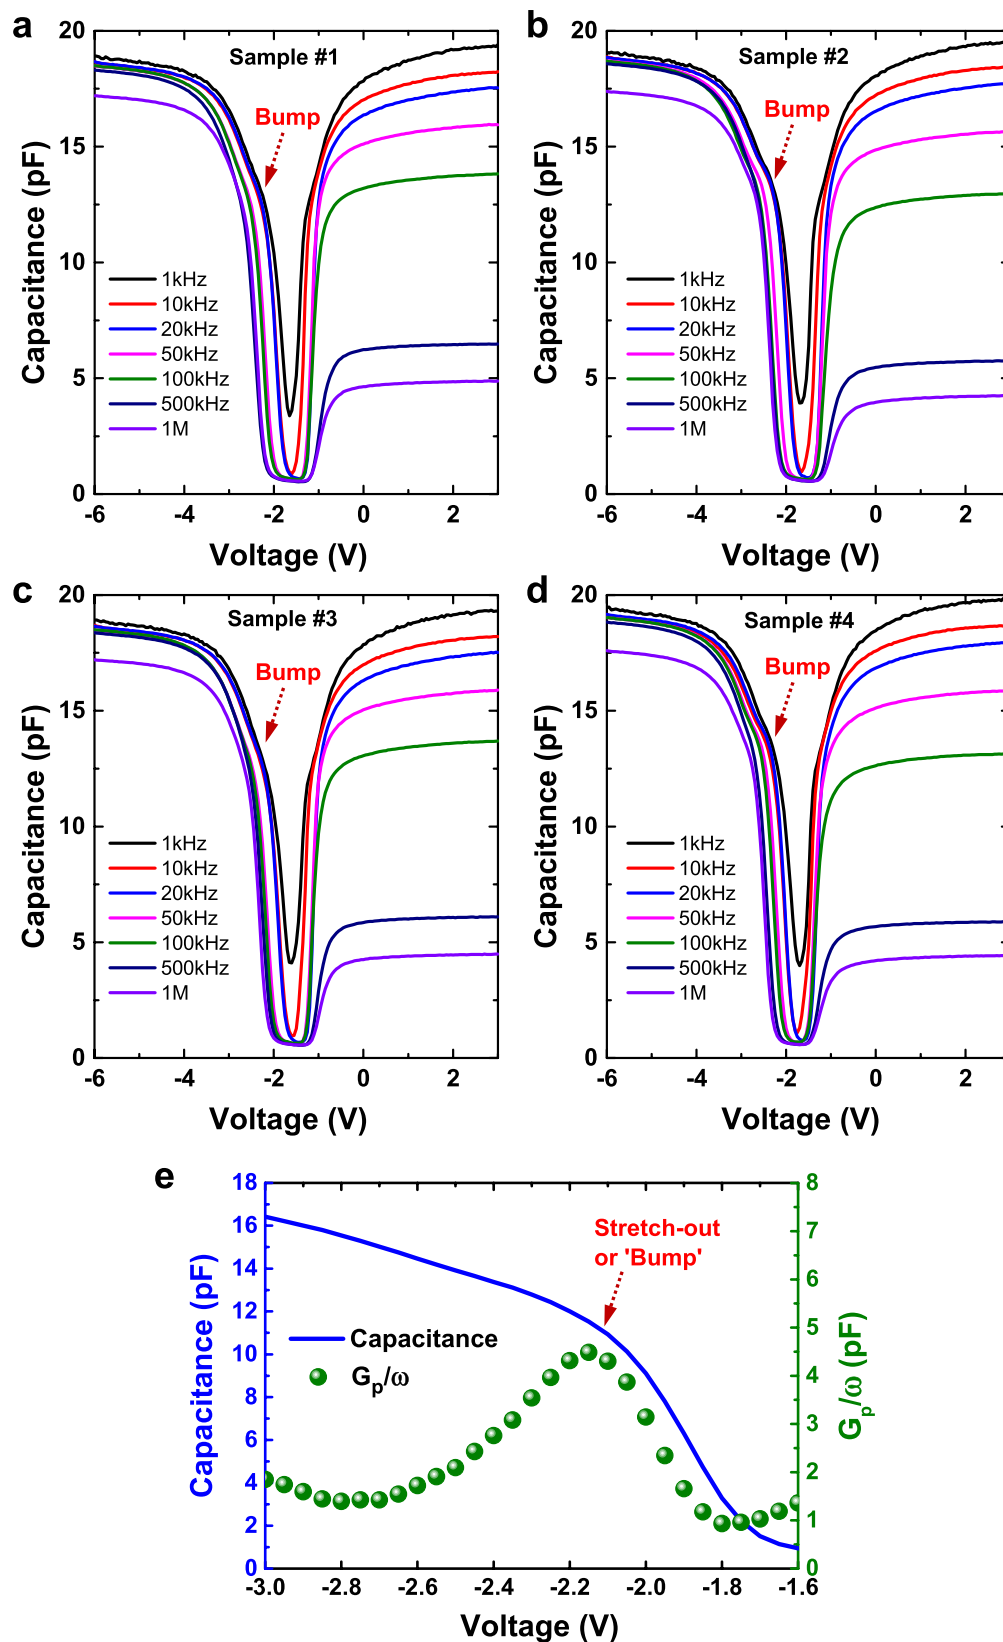 a
Sample #1
Bump
Capacitance (pF)
20
15
10
5
0
1kHz
10kHz
20kHz
50kHz
100kHz
500kHz
1M
-6 -4 -2 0 2
Voltage (V)
b
Sample #2
Bump
Capacitance (pF)
20
15
10
5
0
1kHz
10kHz
20kHz
50kHz
100kHz
500kHz
1M
-6 -4 -2 0 2
Voltage (V)
c
Sample #3
Bump
Capacitance (pF)
20
15
10
5
0
1kHz
10kHz
20kHz
50kHz
100kHz
500kHz
1M
-6 -4 -2 0 2
Voltage (V)
d
Sample #4
Bump
Capacitance (pF)
20
15
10
5
0
1kHz
10kHz
20kHz
50kHz
100kHz
500kHz
1M
-6 -4 -2 0 2
Voltage (V)
e
Capacitance (pF)
18
16
14
12
10
8
6
4
2
0
Stretch-out
or 'Bump'
Capacitance
Gp/ω
8
7
6
5
4
3
2
1
0
Gp/ω (pF)
-3.0 -2.8 -2.6 -2.4 -2.2 -2.0 -1.8 -1.6
Voltage (V)